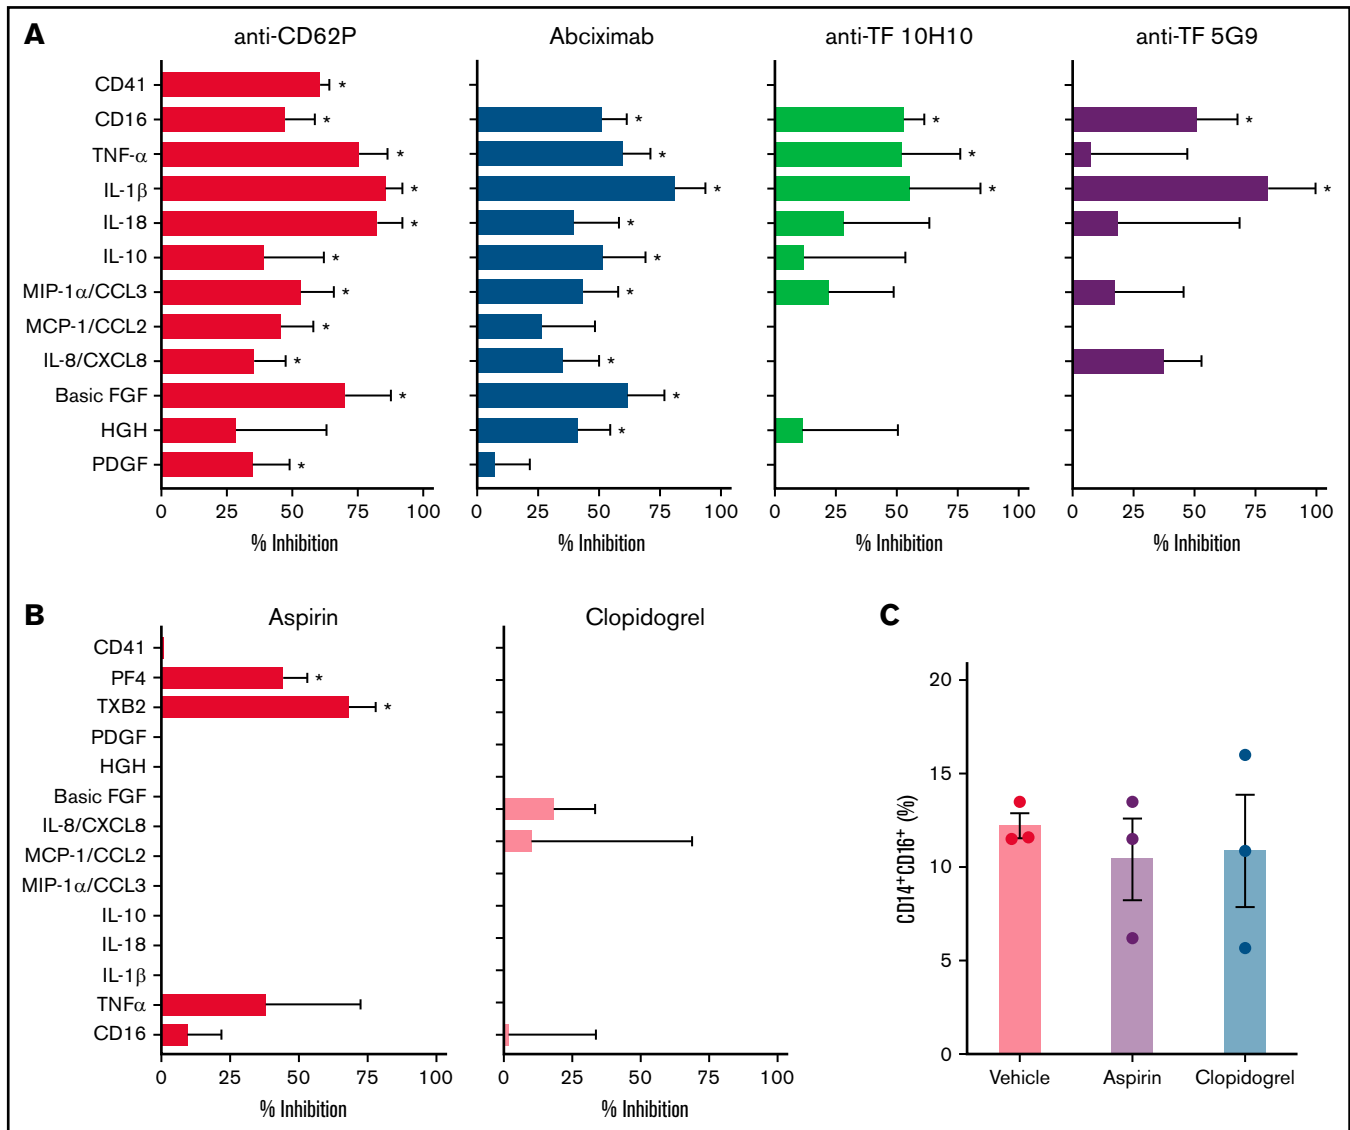 A
anti-CD62P
Abciximab
anti-TF 10H10
anti-TF 5G9
CD41
*
CD16
*
*
*
*
TNF-α
*
*
*
IL-1β
*
*
*
*
IL-18
*
*
IL-10
*
*
MIP-1α/CCL3
*
*
MCP-1/CCL2
*
IL-8/CXCL8
*
*
Basic FGF
*
*
HGH
*
PDGF
*
0 25 50 75 100
0 25 50 75 100
0 25 50 75 100
0 25 50 75 100
% Inhibition
% Inhibition
% Inhibition
% Inhibition
B
Aspirin
Clopidogrel
CD41
PF4
*
TXB2
*
PDGF
HGH
Basic FGF
IL-8/CXCL8
MCP-1/CCL2
MIP-1α/CCL3
IL-10
IL-18
IL-1β
TNFα
CD16
0 25 50 75 100
0 25 50 75 100
% Inhibition
% Inhibition
C
CD14⁺CD16⁺ (%)
20
15
10
5
0
Vehicle
Aspirin
Clopidogrel